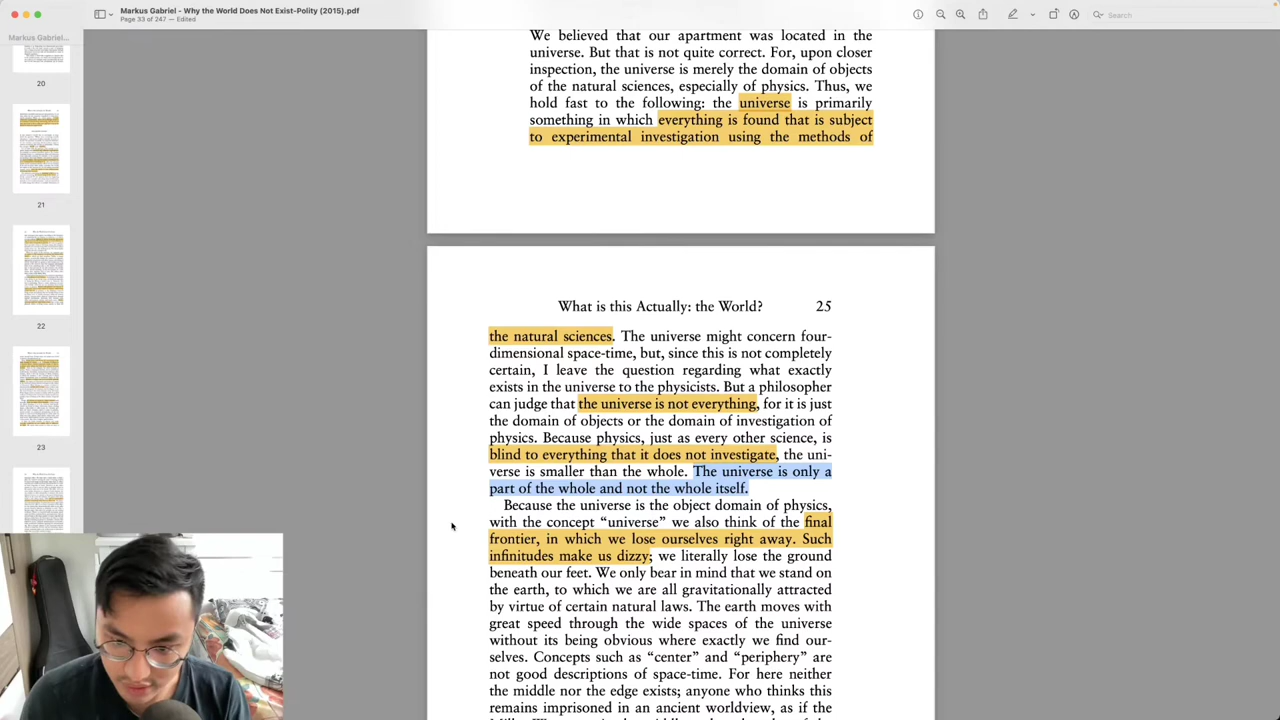 Markus Gabriel - Why the World Does Not Exist-Polity (2015).pdf
Page 33 of 247 — Edited
Search
Markus Gabriel...
20
21
22
23
We believed that our apartment was located in the
universe. But that is not quite correct. For, upon closer
inspection, the universe is merely the domain of objects
of the natural sciences, especially of physics. Thus, we
hold fast to the following: the universe is primarily
something in which everything is found that is subject
to experimental investigation using the methods of
What is this Actually: the World? 25
the natural sciences. The universe might concern four-
dimensional space-time, but, since this is not completely
certain, I leave the question regarding what exactly
exists in the universe to the physicists. But a philosopher
can judge that the universe is not everything, for it is just
the domain of objects or the domain of investigation of
physics. Because physics, just as every other science, is
blind to everything that it does not investigate, the uni-
verse is smaller than the whole. The universe is only a
part of the whole and not the whole itself.
Because the universe is the object domain of physics,
with the concept “universe” we also think of the final
frontier, in which we lose ourselves right away. Such
infinitudes make us dizzy; we literally lose the ground
beneath our feet. We only bear in mind that we stand on
the earth, to which we are all gravitationally attracted
by virtue of certain natural laws. The earth moves with
great speed through the wide spaces of the universe
without its being obvious where exactly we find our-
selves. Concepts such as “center” and “periphery” are
not good descriptions of space-time. For here neither
the middle nor the edge exists; anyone who thinks this
remains imprisoned in an ancient worldview, as if the